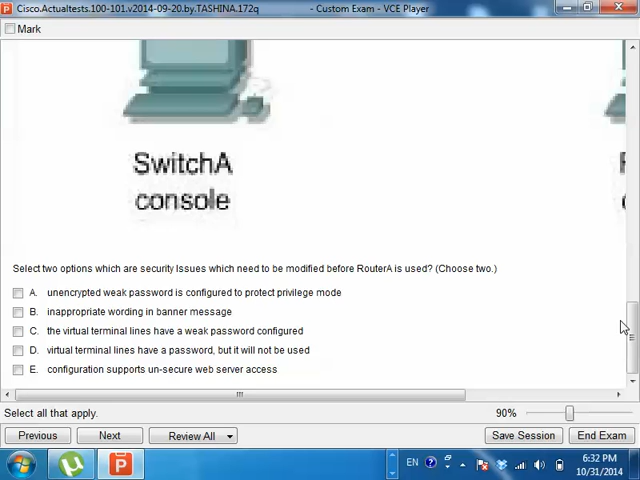 Cisco.Actualtests.100-101.v2014-09-20.by.TASHINA.172q - Custom Exam - VCE Player
Mark
SwitchA
console
Select two options which are security Issues which need to be modified before RouterA is used? (Choose two.)
A. unencrypted weak password is configured to protect privilege mode
B. inappropriate wording in banner message
C. the virtual terminal lines have a weak password configured
D. virtual terminal lines have a password, but it will not be used
E. configuration supports un-secure web server access
Select all that apply. 90%
Previous Next Review All Save Session End Exam
EN 6:32 PM
10/31/2014